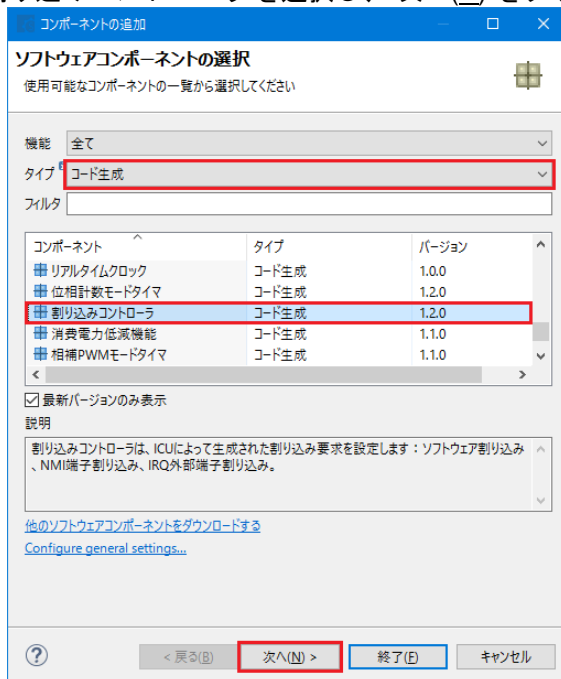 コンポーネントの追加
ソフトウェアコンポーネントの選択
使用可能なコンポーネントの一覧から選択してください
機能 全て
タイプ コード生成
フィルタ
コンポーネント タイプ バージョン
リアルタイムクロック コード生成 1.0.0
位相計数モードタイマ コード生成 1.2.0
割り込みコントローラ コード生成 1.2.0
消費電力低減機能 コード生成 1.1.0
相補PWMモードタイマ コード生成 1.1.0
最新バージョンのみ表示
説明
割り込みコントローラは、ICUによって生成された割り込み要求を設定します：ソフトウェア割り込み
、NMI端子割り込み、IRQ外部端子割り込み。
他のソフトウェアコンポーネントをダウンロードする
Configure general settings...
? < 戻る(B) 次へ(N) > 終了(F) キャンセル